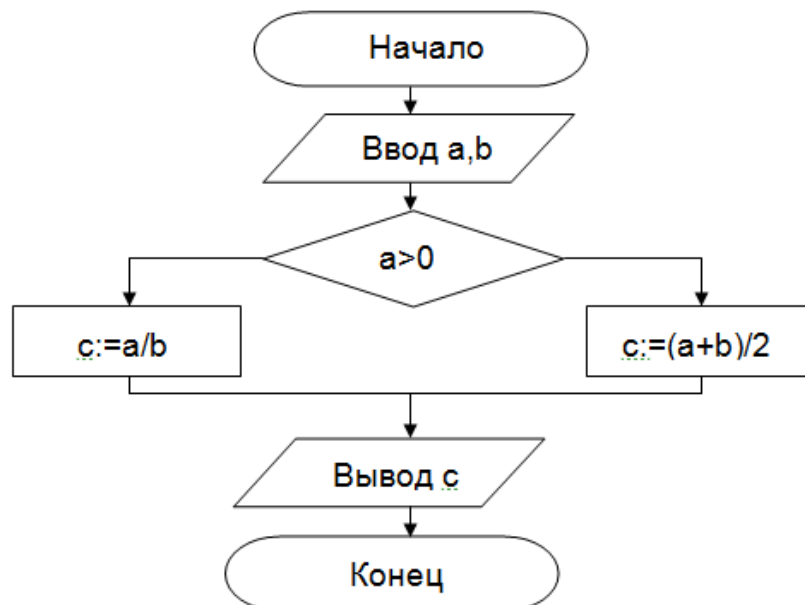 Начало
Ввод a,b
a>0
c:=a/b
c:=(a+b)/2
Вывод c
Конец